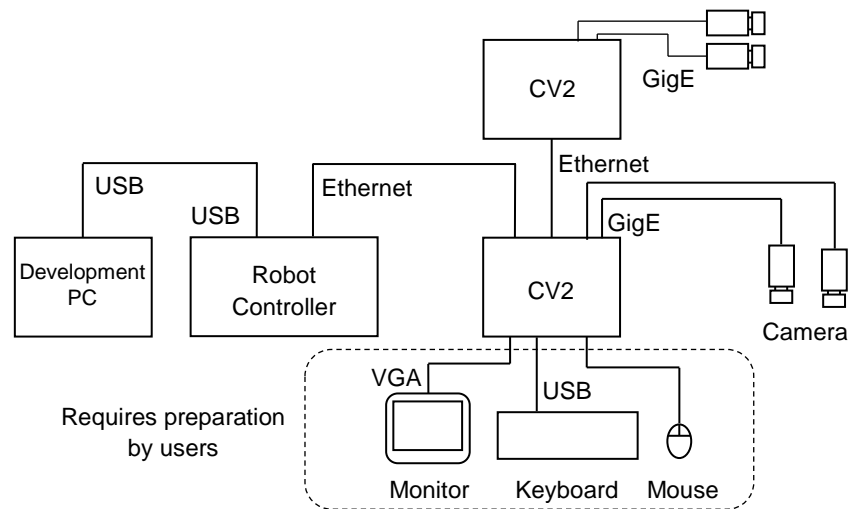 CV2
GigE
Ethernet
USB
Ethernet
USB
GigE
Development
PC
Robot
Controller
CV2
Camera
VGA
USB
Requires preparation
by users
Monitor
Keyboard
Mouse